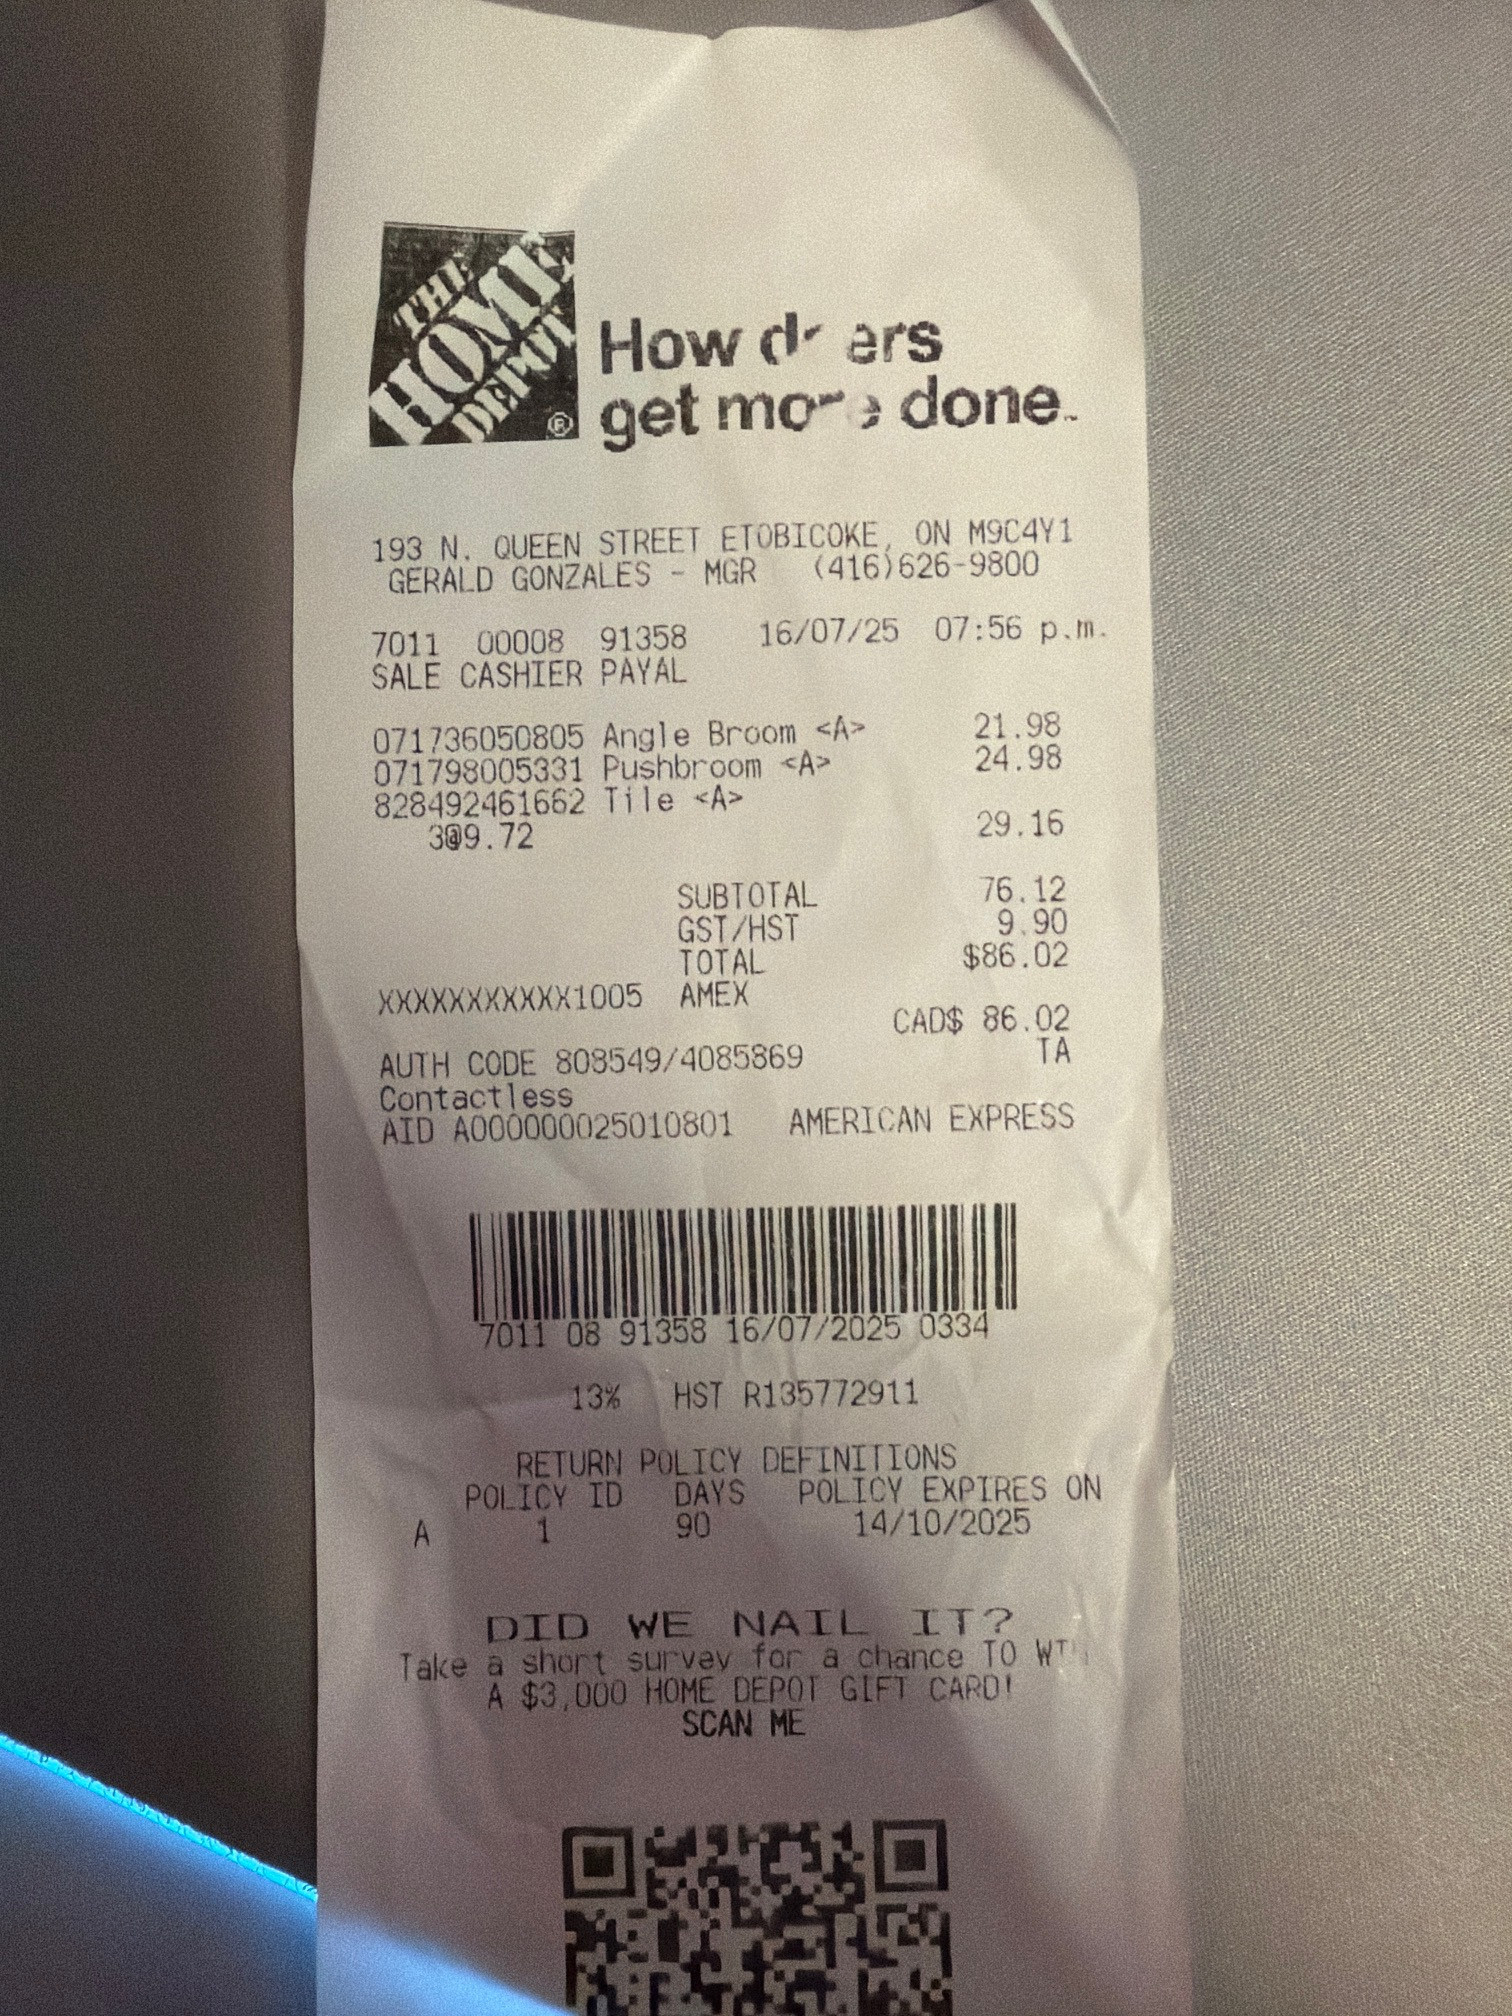 THE HOME DEPOT ®
How d ers
get more done.
193 N. QUEEN STREET ETOBICOKE, ON M9C4Y1
GERALD GONZALES - MGR (416)626-9800
7011 00008 91358 16/07/25 07:56 p.m.
SALE CASHIER PAYAL
071736050805 Angle Broom <A> 21.98
071798005331 Pushbroom <A> 24.98
828492461662 Tile <A>
3@9.72 29.16
SUBTOTAL 76.12
GST/HST 9.90
TOTAL $86.02
XXXXXXXXXXX1005 AMEX
CAD$ 86.02
AUTH CODE 808549/4085869 TA
Contactless
AID A000000025010801 AMERICAN EXPRESS
7011 08 91358 16/07/2025 0334
13% HST R135772911
RETURN POLICY DEFINITIONS
POLICY ID DAYS POLICY EXPIRES ON
A 1 90 14/10/2025
DID WE NAIL IT?
Take a short survey for a chance TO
A $3,000 HOME DEPOT GIFT CARD!
SCAN ME